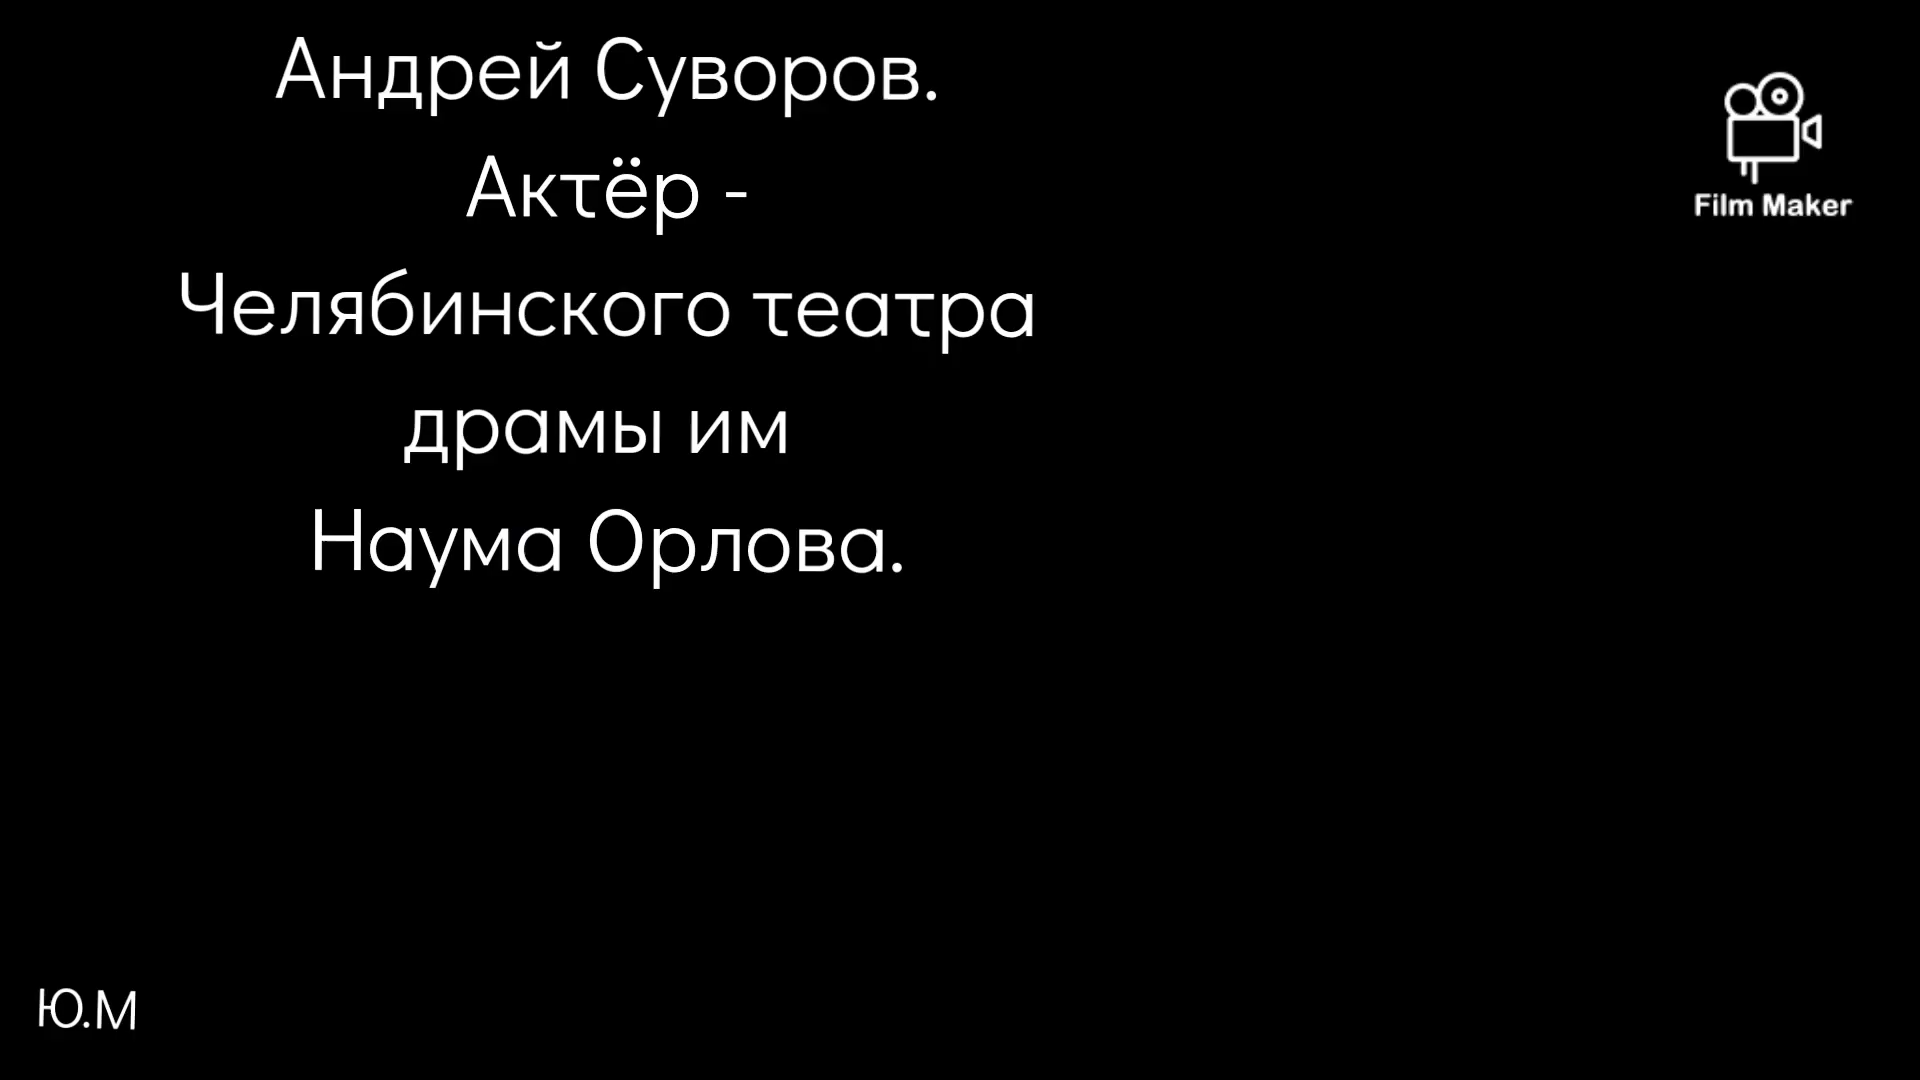 Андрей Суворов.
Актёр -
Челябинского театра
драмы им
Наума Орлова.
Film Maker
Ю.М